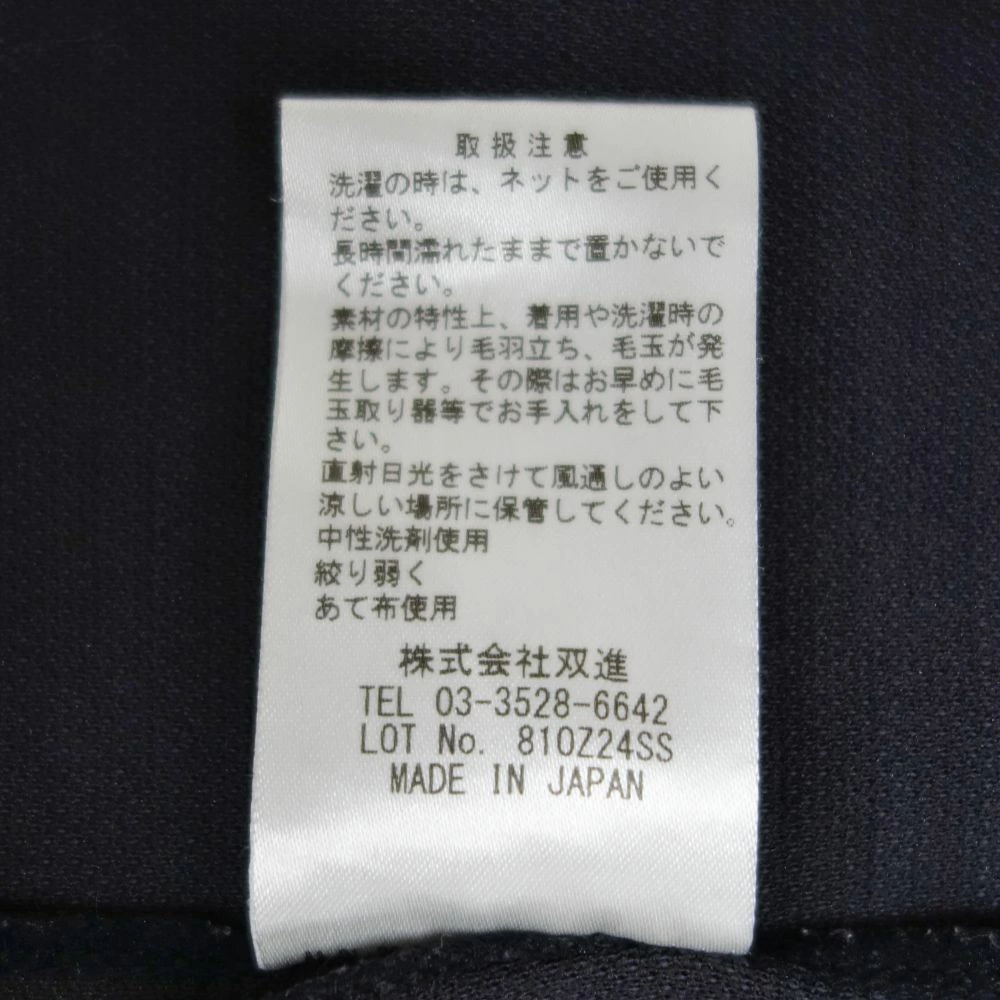 取扱注意
洗濯の時は、ネットをご使用く
ださい。
長時間濡れたままで置かないで
ください。
素材の特性上、着用や洗濯時の
摩擦により毛羽立ち、毛玉が発
生します。その際はお早めに毛
玉取り器等でお手入れをして下
さい。
直射日光をさけて風通しのよい
涼しい場所に保管してください。
中性洗剤使用
絞り弱く
あて布使用
株式会社双進
TEL 03-3528-6642
LOT No. 810Z24SS
MADE IN JAPAN